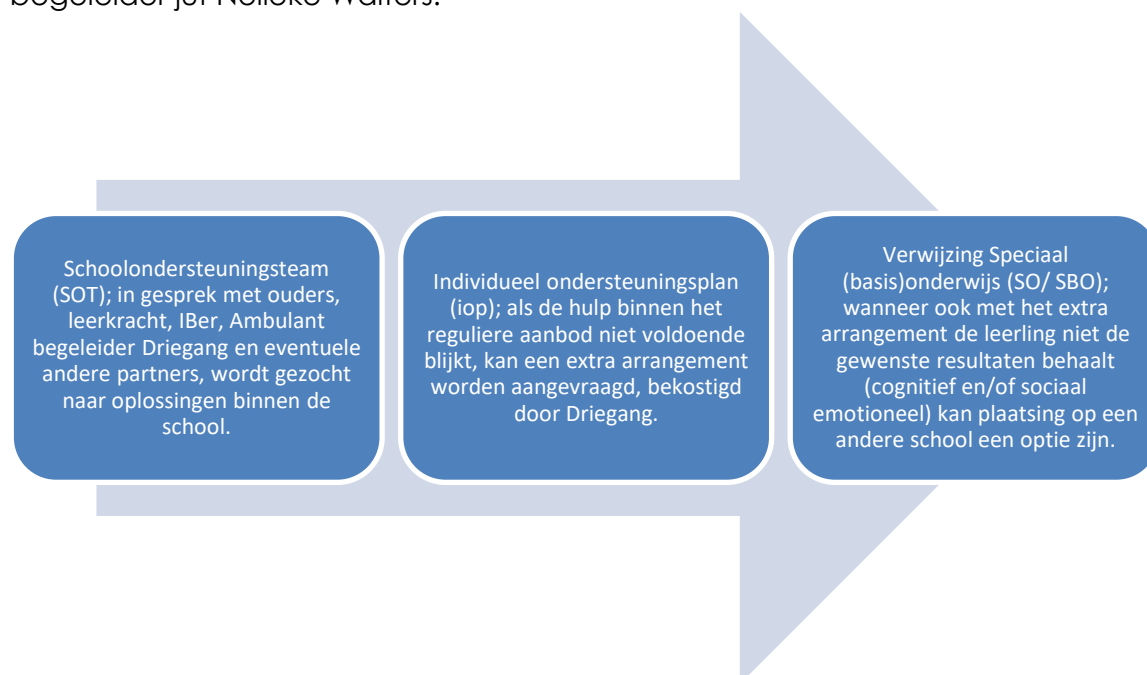 begeleider juf Nelleke Walfers.
Schoolondersteuningsteam
(SOT); in gesprek met ouders,
leerkracht, IBer, Ambulant
begeleider Driegang en eventuele
andere partners, wordt gezocht
naar oplossingen binnen de
school.
Individueel ondersteuningsplan
(iop); als de hulp binnen het
reguliere aanbod niet voldoende
blijkt, kan een extra arrangement
worden aangevraagd, bekostigd
door Driegang.
Verwijzing Speciaal
(basis)onderwijs (SO/ SBO);
wanneer ook met het extra
arrangement de leerling niet de
gewenste resultaten behaalt
(cognitief en/of sociaal
emotioneel) kan plaatsing op een
andere school een optie zijn.